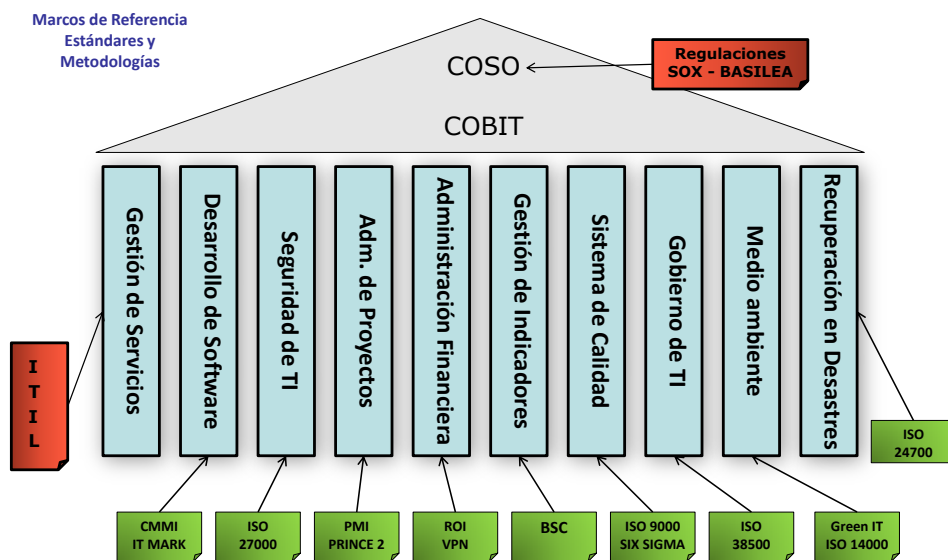 Marcos de Referencia
Estándares y
Metodologías
COSO
Regulaciones
SOX - BASILEA
COBIT
Gestión de Servicios
Desarrollo de Software
Seguridad de TI
Adm. de Proyectos
Administración Financiera
Gestión de Indicadores
Sistema de Calidad
Gobierno de TI
Medio ambiente
Recuperación en Desastres
I
T
I
L
ISO
24700
CMMI
IT MARK
ISO
27000
PMI
PRINCE 2
ROI
VPN
BSC
ISO 9000
SIX SIGMA
ISO
38500
Green IT
ISO 14000